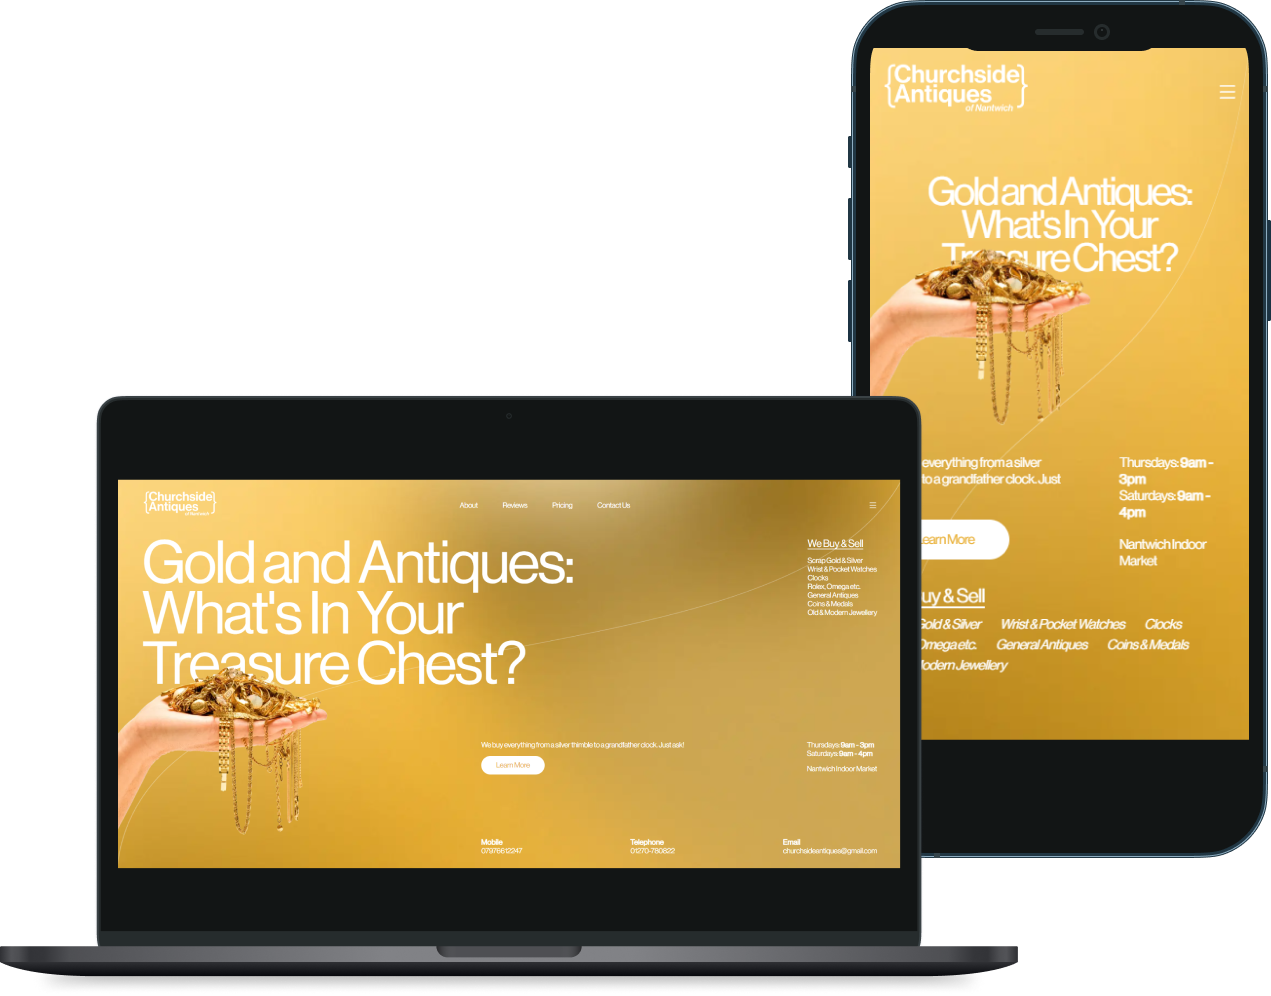 {Churchside
Antiques}
of Nantwich
Gold and Antiques:
What's In Your
Treasure Chest?
everything from a silver
to a grandfather clock. Just
Learn More
Thursdays: 9am -
3pm
Saturdays: 9am -
4pm
Nantwich Indoor
Market
uy & Sell
Gold & Silver Wrist & Pocket Watches Clocks
Omega etc. General Antiques Coins & Medals
Modern Jewellery
{Churchside
Antiques}
of Nantwich
About Reviews Pricing Contact Us
Gold and Antiques:
What's In Your
Treasure Chest?
We Buy & Sell
Scrap Gold & Silver
Wrist & Pocket Watches
Clocks
Rolex, Omega etc.
General Antiques
Coins & Medals
Old & Modern Jewellery
We buy everything from a silver thimble to a grandfather clock. Just ask!
Learn More
Thursdays: 9am - 3pm
Saturdays: 9am - 4pm
Nantwich Indoor Market
Mobile
07976612247
Telephone
01270-780822
Email
churchsideantiques@gmail.com